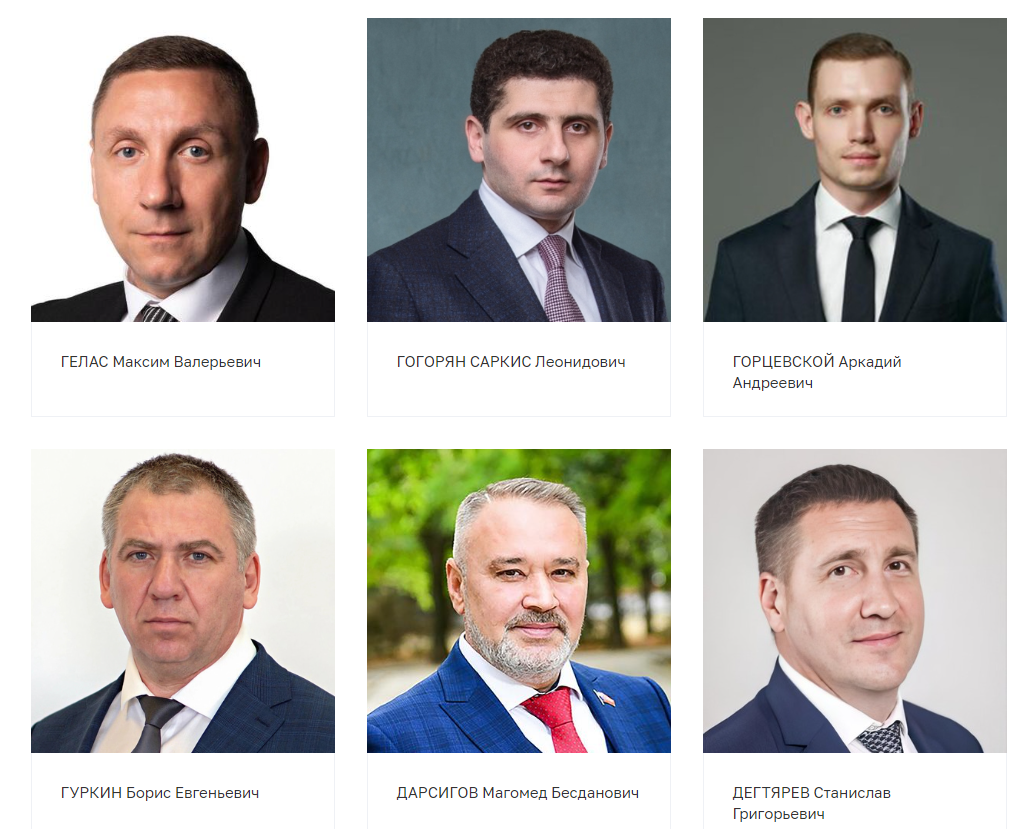 ГЕЛАС Максим Валерьевич
ГОГОРЯН САРКИС Леонидович
ГОРЦЕВСКОЙ Аркадий
Андреевич
ГУРКИН Борис Евгеньевич
ДАРСИГОВ Магомед Бесданович
ДЕГТЯРЕВ Станислав
Григорьевич